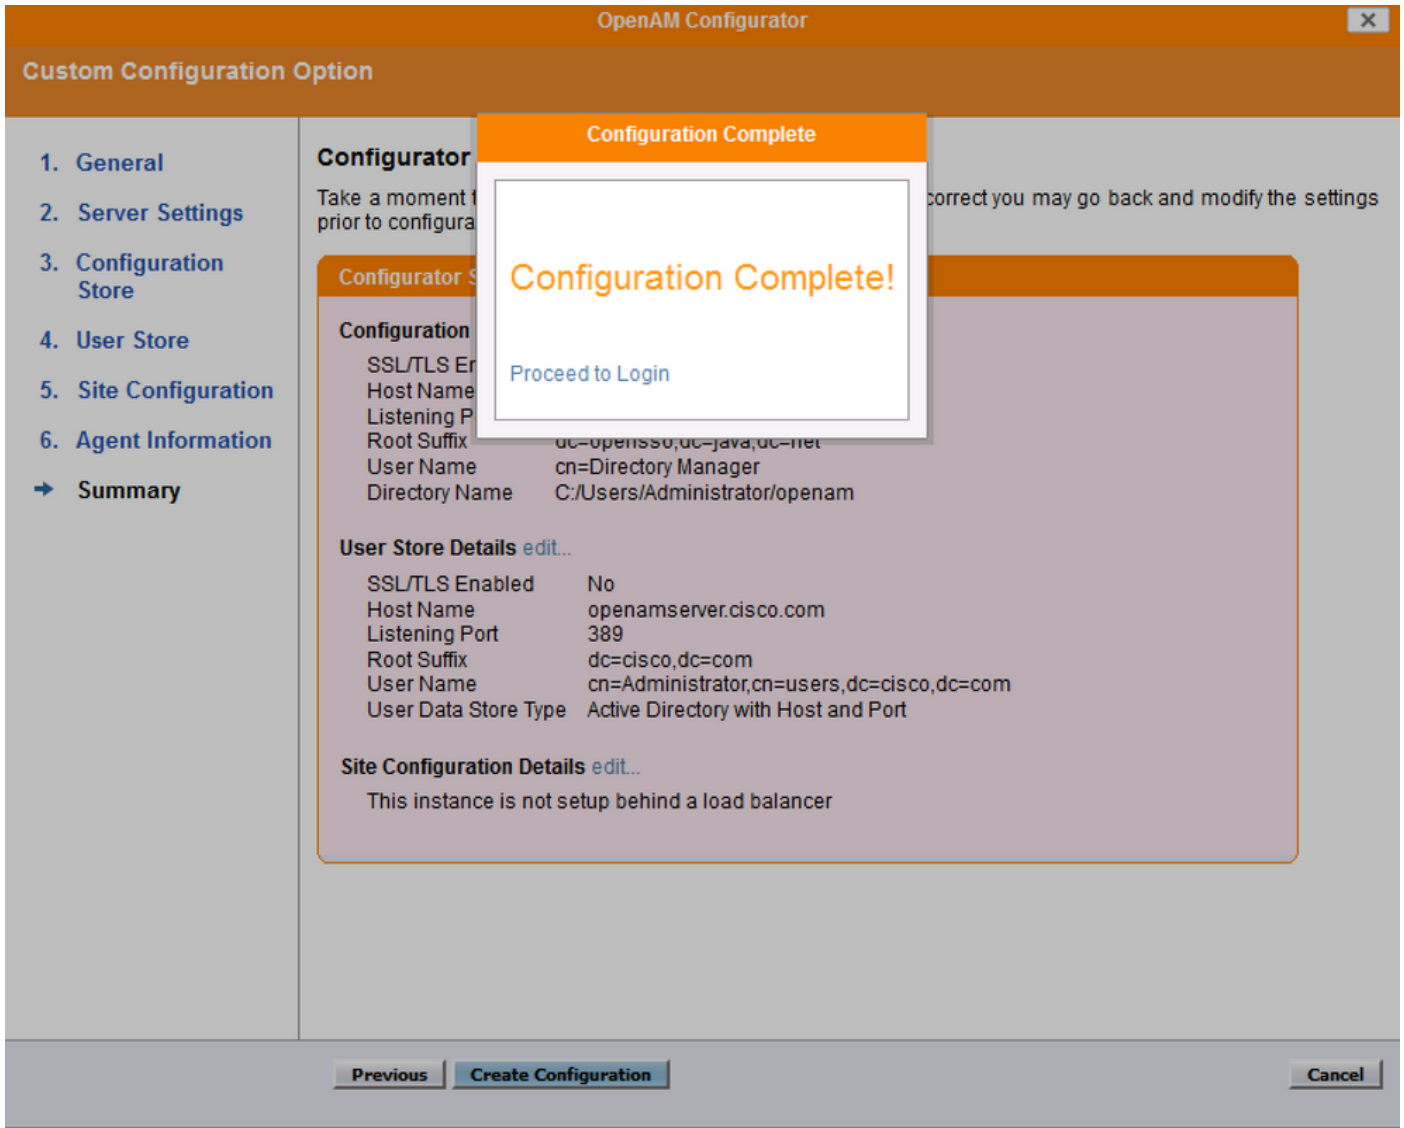 OpenAM Configurator
Custom Configuration Option
1. General
2. Server Settings
3. Configuration
Store
4. User Store
5. Site Configuration
6. Agent Information
Summary
Configurator
Take a moment
correct you may go back and modify the settings
prior to configura
Configurator S
Configuration
SSL/TLS En
Host Name
Listening P
Root Suffix dc=opensso,dc=java,dc=net
User Name cn=Directory Manager
Directory Name C:/Users/Administrator/openam
User Store Details edit...
SSL/TLS Enabled No
Host Name openamserver.cisco.com
Listening Port 389
Root Suffix dc=cisco,dc=com
User Name cn=Administrator,cn=users,dc=cisco,dc=com
User Data Store Type Active Directory with Host and Port
Site Configuration Details edit...
This instance is not setup behind a load balancer
Configuration Complete
Configuration Complete!
Proceed to Login
Previous
Create Configuration
Cancel